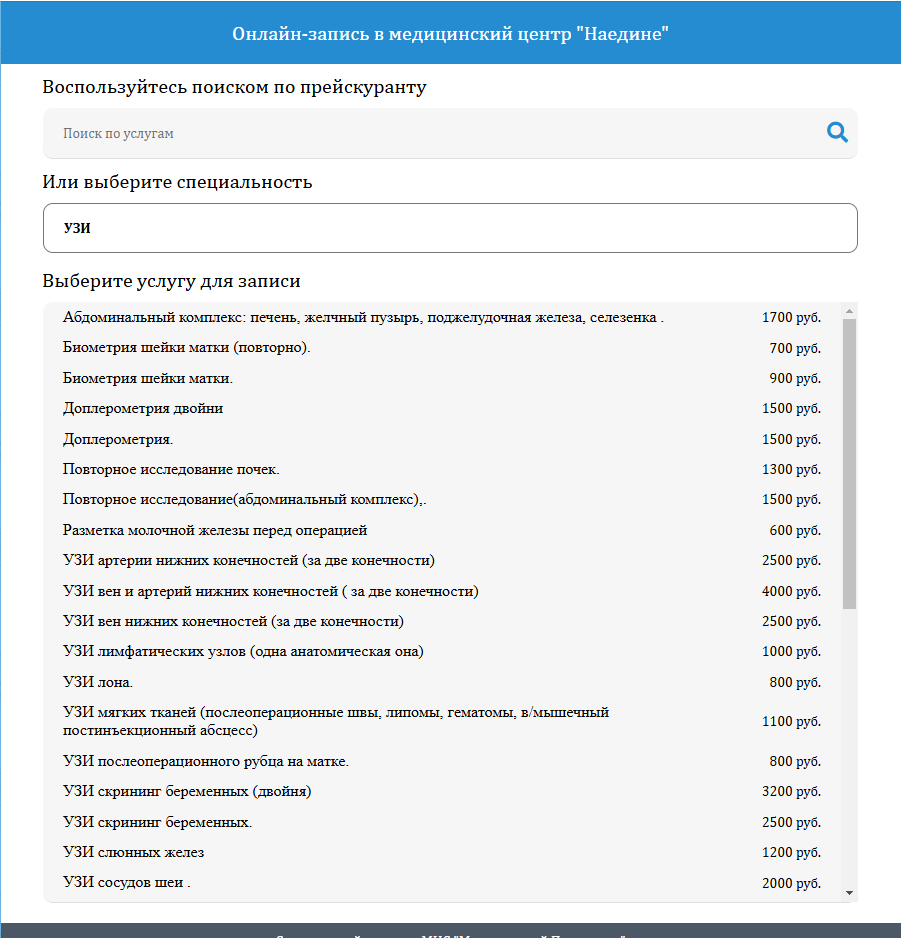 Онлайн-запись в медицинский центр "Наедине"
Воспользуйтесь поиском по прейскуранту
Поиск по услугам
Или выберите специальность
УЗИ
Выберите услугу для записи
Абдоминальный комплекс: печень, желчный пузырь, поджелудочная железа, селезенка . 1700 руб.
Биометрия шейки матки (повторно). 700 руб.
Биометрия шейки матки. 900 руб.
Доплерометрия двойни 1500 руб.
Доплерометрия. 1500 руб.
Повторное исследование почек. 1300 руб.
Повторное исследование(абдоминальный комплекс),. 1500 руб.
Разметка молочной железы перед операцией 600 руб.
УЗИ артерии нижних конечностей (за две конечности) 2500 руб.
УЗИ вен и артерий нижних конечностей ( за две конечности) 4000 руб.
УЗИ вен нижних конечностей (за две конечности) 2500 руб.
УЗИ лимфатических узлов (одна анатомическая она) 1000 руб.
УЗИ лона. 800 руб.
УЗИ мягких тканей (послеоперационные швы, липомы, гематомы, в/мышечный
постинъекционный абсцесс) 1100 руб.
УЗИ послеоперационного рубца на матке. 800 руб.
УЗИ скрининг беременных (двойня) 3200 руб.
УЗИ скрининг беременных. 2500 руб.
УЗИ слюнных желез 1200 руб.
УЗИ сосудов шеи . 2000 руб.